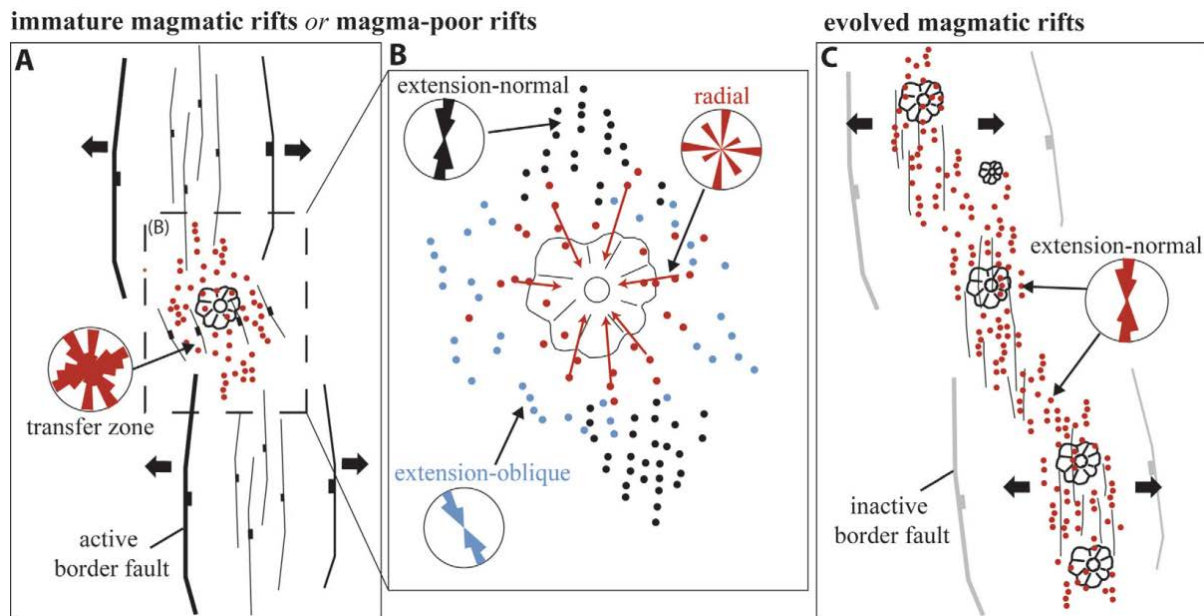 immature magmatic rifts or magma-poor rifts
evolved magmatic rifts
A
(B)
transfer zone
active
border fault
B
extension-normal
radial
extension-oblique
C
extension-normal
inactive
border fault